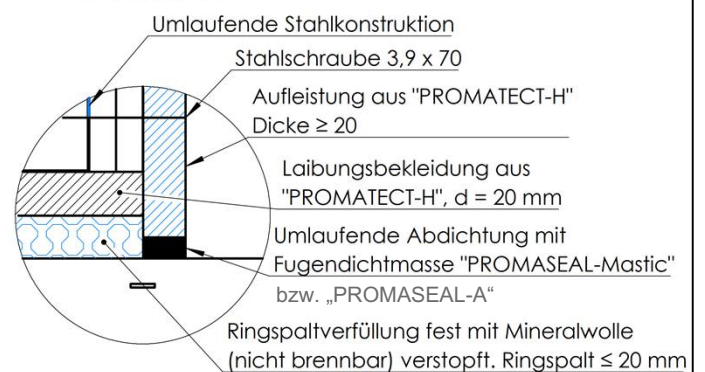 Umlaufende Stahlkonstruktion
Stahlschraube 3,9 x 70
Aufleistung aus "PROMATECT-H"
Dicke ≥ 20
Laibungsbekleidung aus
"PROMATECT-H", d = 20 mm
Umlaufende Abdichtung mit
Fugendichtmasse "PROMASEAL-Mastic"
bzw. „PROMASEAL-A“
Ringspaltverfüllung fest mit Mineralwolle
(nicht brennbar) verstopft. Ringspalt ≤ 20 mm